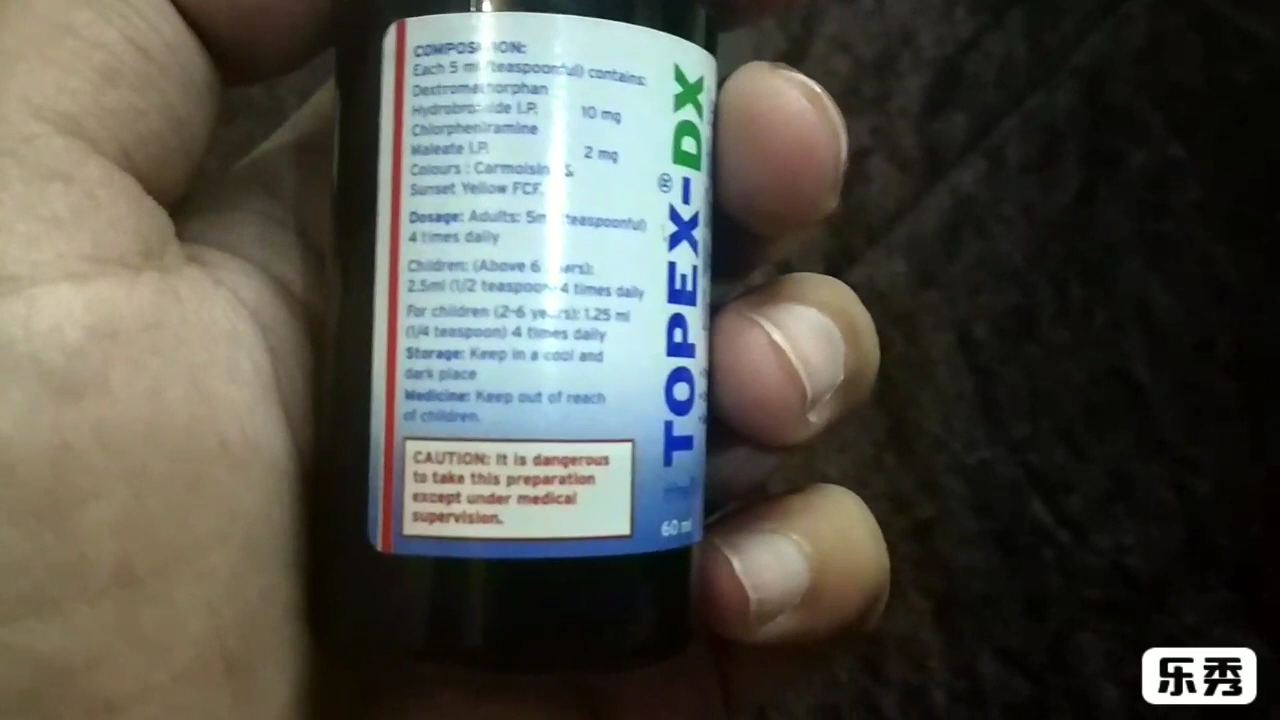 COMPOSITION:
Each 5 ml (teaspoonful) contains:
Dextromethorphan
Hydrobromide I.P. 10 mg
Chlorpheniramine
Maleate I.P. 2 mg
Colours : Carmoisine &
Sunset Yellow FCF.
Dosage: Adults: 5ml (teaspoonful)
4 times daily
Children: (Above 6 years):
2.5ml (1/2 teaspoon) 4 times daily
For children (2-6 years): 1.25 ml
(1/4 teaspoon) 4 times daily
Storage: Keep in a cool and
dark place
Medicine: Keep out of reach
of children.
CAUTION: It is dangerous
to take this preparation
except under medical
supervision.
TOPEX®-DX
60 ml
乐秀